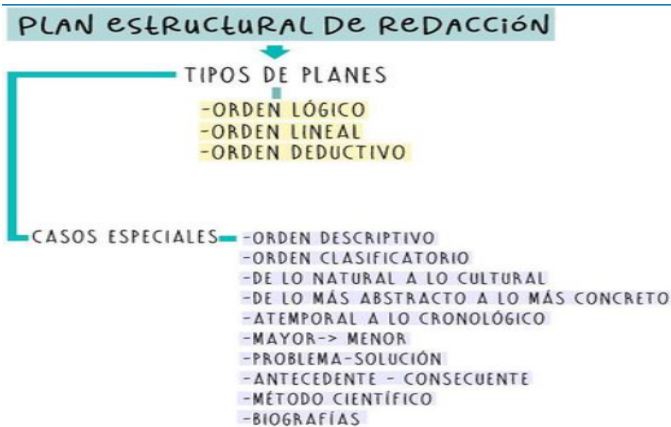 PLAN ESTRUCTURAL DE REDACCIÓN
TIPOS DE PLANES
-ORDEN LÓGICO
-ORDEN LINEAL
-ORDEN DEDUCTIVO
CASOS ESPECIALES
-ORDEN DESCRIPTIVO
-ORDEN CLASIFICATORIO
-DE LO NATURAL A LO CULTURAL
-DE LO MÁS ABSTRACTO A LO MÁS CONCRETO
-ATEMPORAL A LO CRONOLÓGICO
-MAYOR-> MENOR
-PROBLEMA-SOLUCIÓN
-ANTECEDENTE - CONSECUENTE
-MÉTODO CIENTÍFICO
-BIOGRAFÍAS